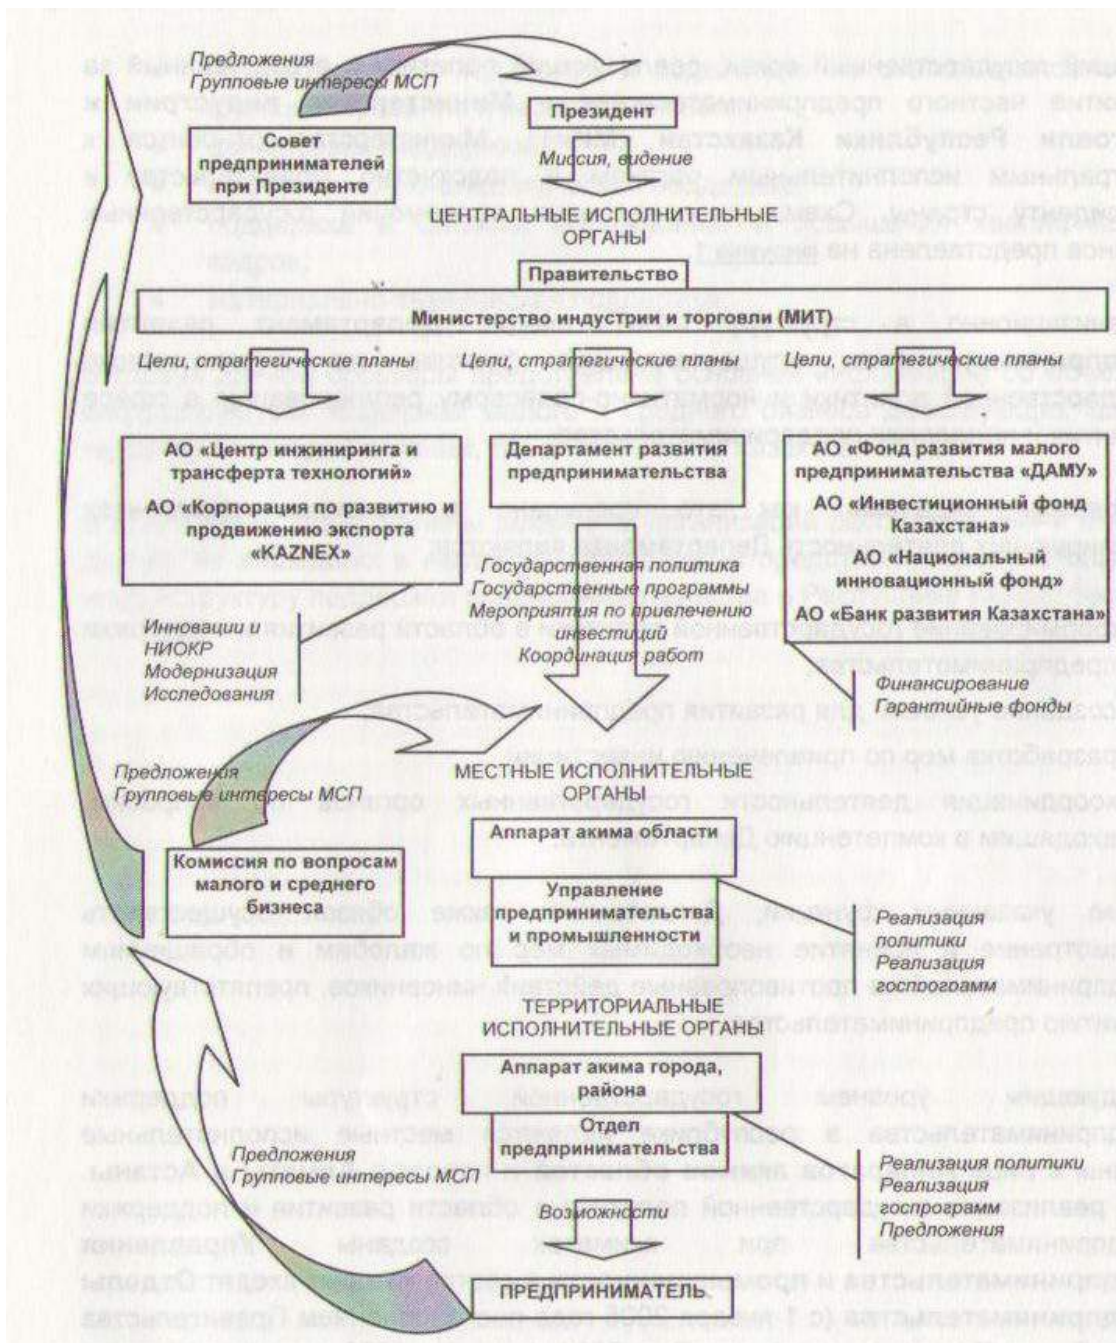 Предложения
Групповые интересы МСП
Президент
Совет
предпринимателей
при Президенте
Миссия, видение
ЦЕНТРАЛЬНЫЕ ИСПОЛНИТЕЛЬНЫЕ
ОРГАНЫ
Правительство
Министерство индустрии и торговли (МИТ)
Цели, стратегические планы
Цели, стратегические планы
Цели, стратегические планы
АО «Центр инжиниринга и
трансферта технологий»
АО «Корпорация по развитию и
продвижению экспорта
«KAZNEX»
Департамент развития
предпринимательства
АО «Фонд развития малого
предпринимательства «ДАМУ»
АО «Инвестиционный фонд
Казахстана»
АО «Национальный
инновационный фонд»
АО «Банк развития Казахстана»
Государственная политика
Государственные программы
Мероприятия по привлечению
инвестиций
Координация работ
Инновации и
НИОКР
Модернизация
Исследования
Финансирование
Гарантийные фонды
Предложения
Групповые интересы МСП
МЕСТНЫЕ ИСПОЛНИТЕЛЬНЫЕ
ОРГАНЫ
Аппарат акима области
Комиссия по вопросам
малого и среднего
бизнеса
Управление
предпринимательства
и промышленности
Реализация
политики
Реализация
госпрограмм
ТЕРРИТОРИАЛЬНЫЕ
ИСПОЛНИТЕЛЬНЫЕ ОРГАНЫ
Аппарат акима города,
района
Отдел
предпринимательства
Предложения
Групповые интересы МСП
Реализация политики
Реализация
госпрограмм
Предложения
Возможности
ПРЕДПРИНИМАТЕЛЬ